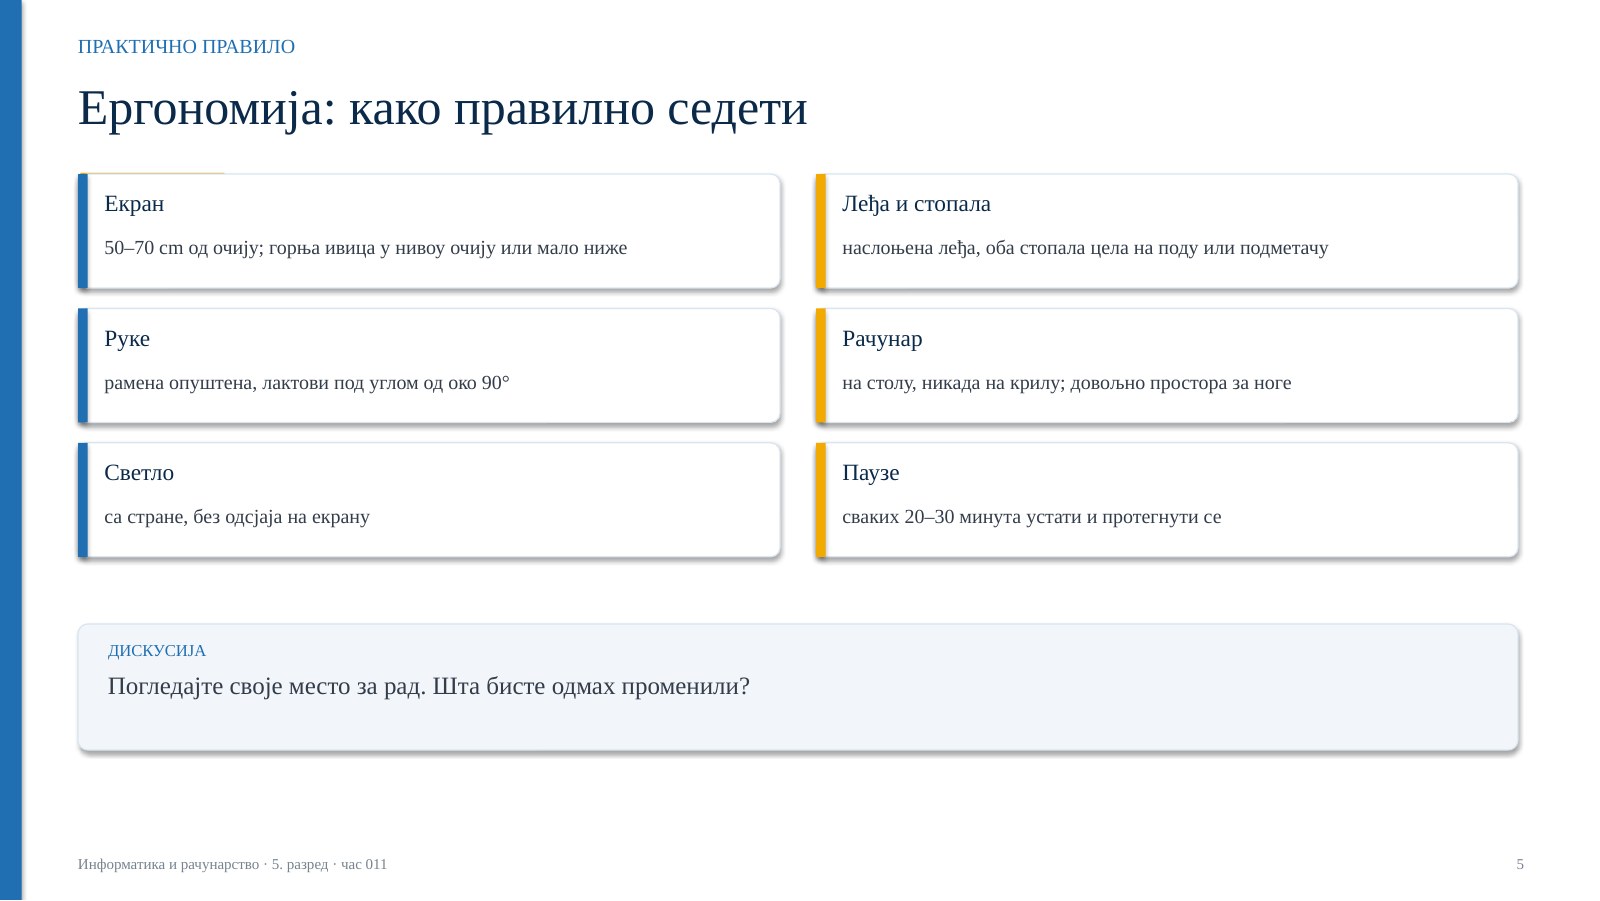 ПРАКТИЧНО ПРАВИЛО
Ергономија: како правилно седети
Екран
50–70 cm од очију; горња ивица у нивоу очију или мало ниже
Леђа и стопала
наслоњена леђа, оба стопала цела на поду или подметачу
Руке
рамена опуштена, лактови под углом од око 90°
Рачунар
на столу, никада на крилу; довољно простора за ноге
Светло
са стране, без одсјаја на екрану
Паузе
сваких 20–30 минута устати и протегнути се
ДИСКУСИЈА
Погледајте своје место за рад. Шта бисте одмах променили?
Информатика и рачунарство · 5. разред · час 011
5